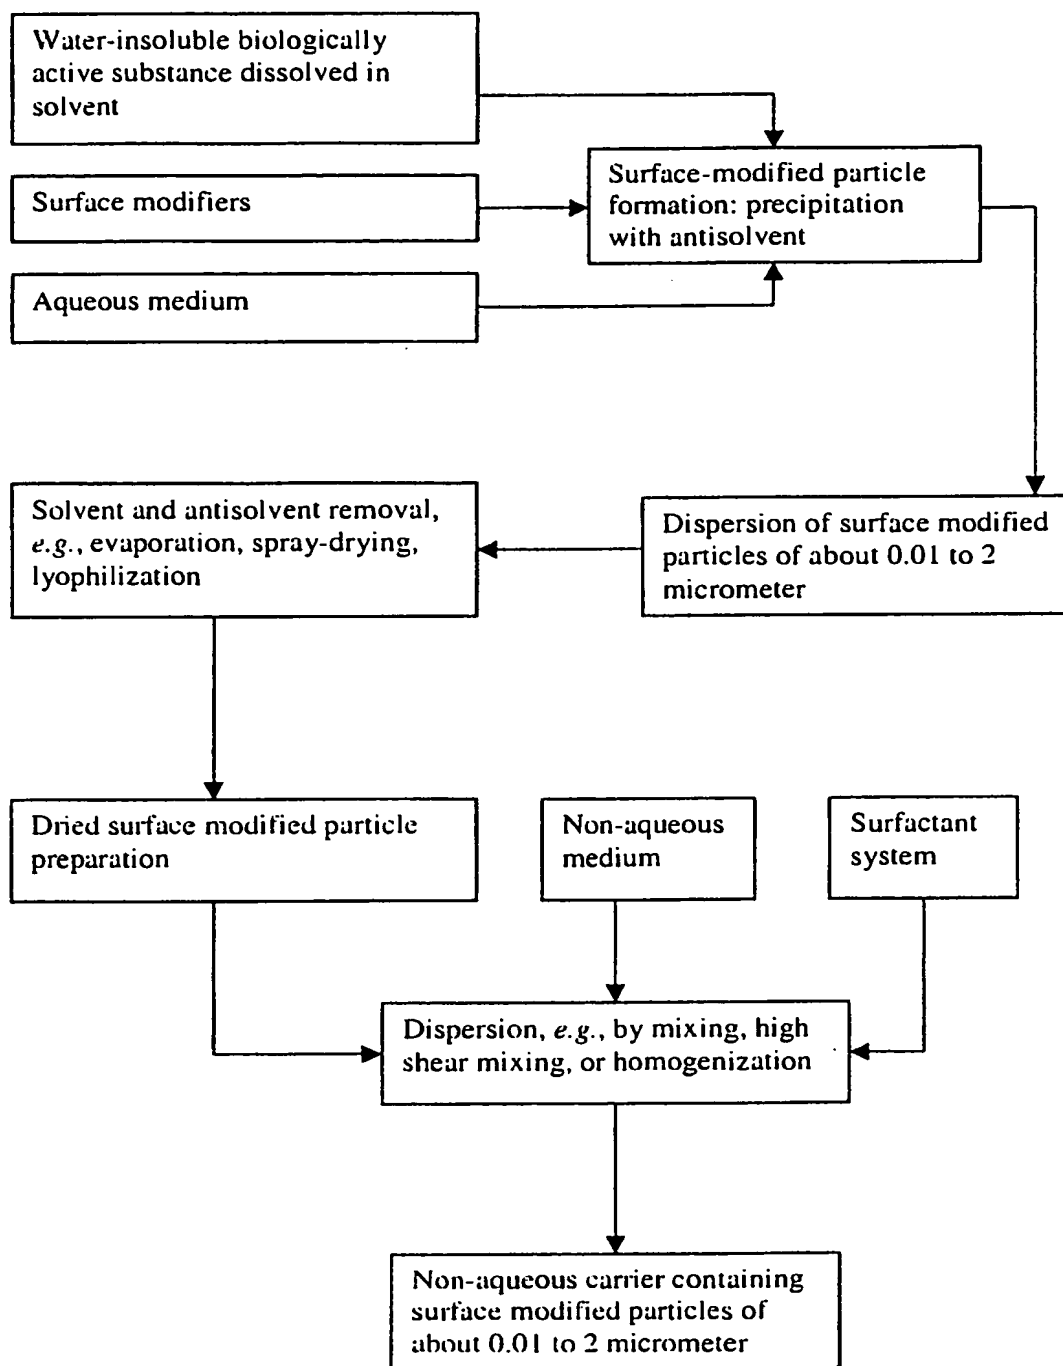 Water-insoluble biologically
active substance dissolved in
solvent
Surface modifiers
Aqueous medium
Surface-modified particle
formation: precipitation
with antisolvent
Dispersion of surface modified
particles of about 0.01 to 2
micrometer
Solvent and antisolvent removal,
e.g., evaporation, spray-drying,
lyophilization
Dried surface modified particle
preparation
Non-aqueous
medium
Surfactant
system
Dispersion, e.g., by mixing, high
shear mixing, or homogenization
Non-aqueous carrier containing
surface modified particles of
about 0.01 to 2 micrometer